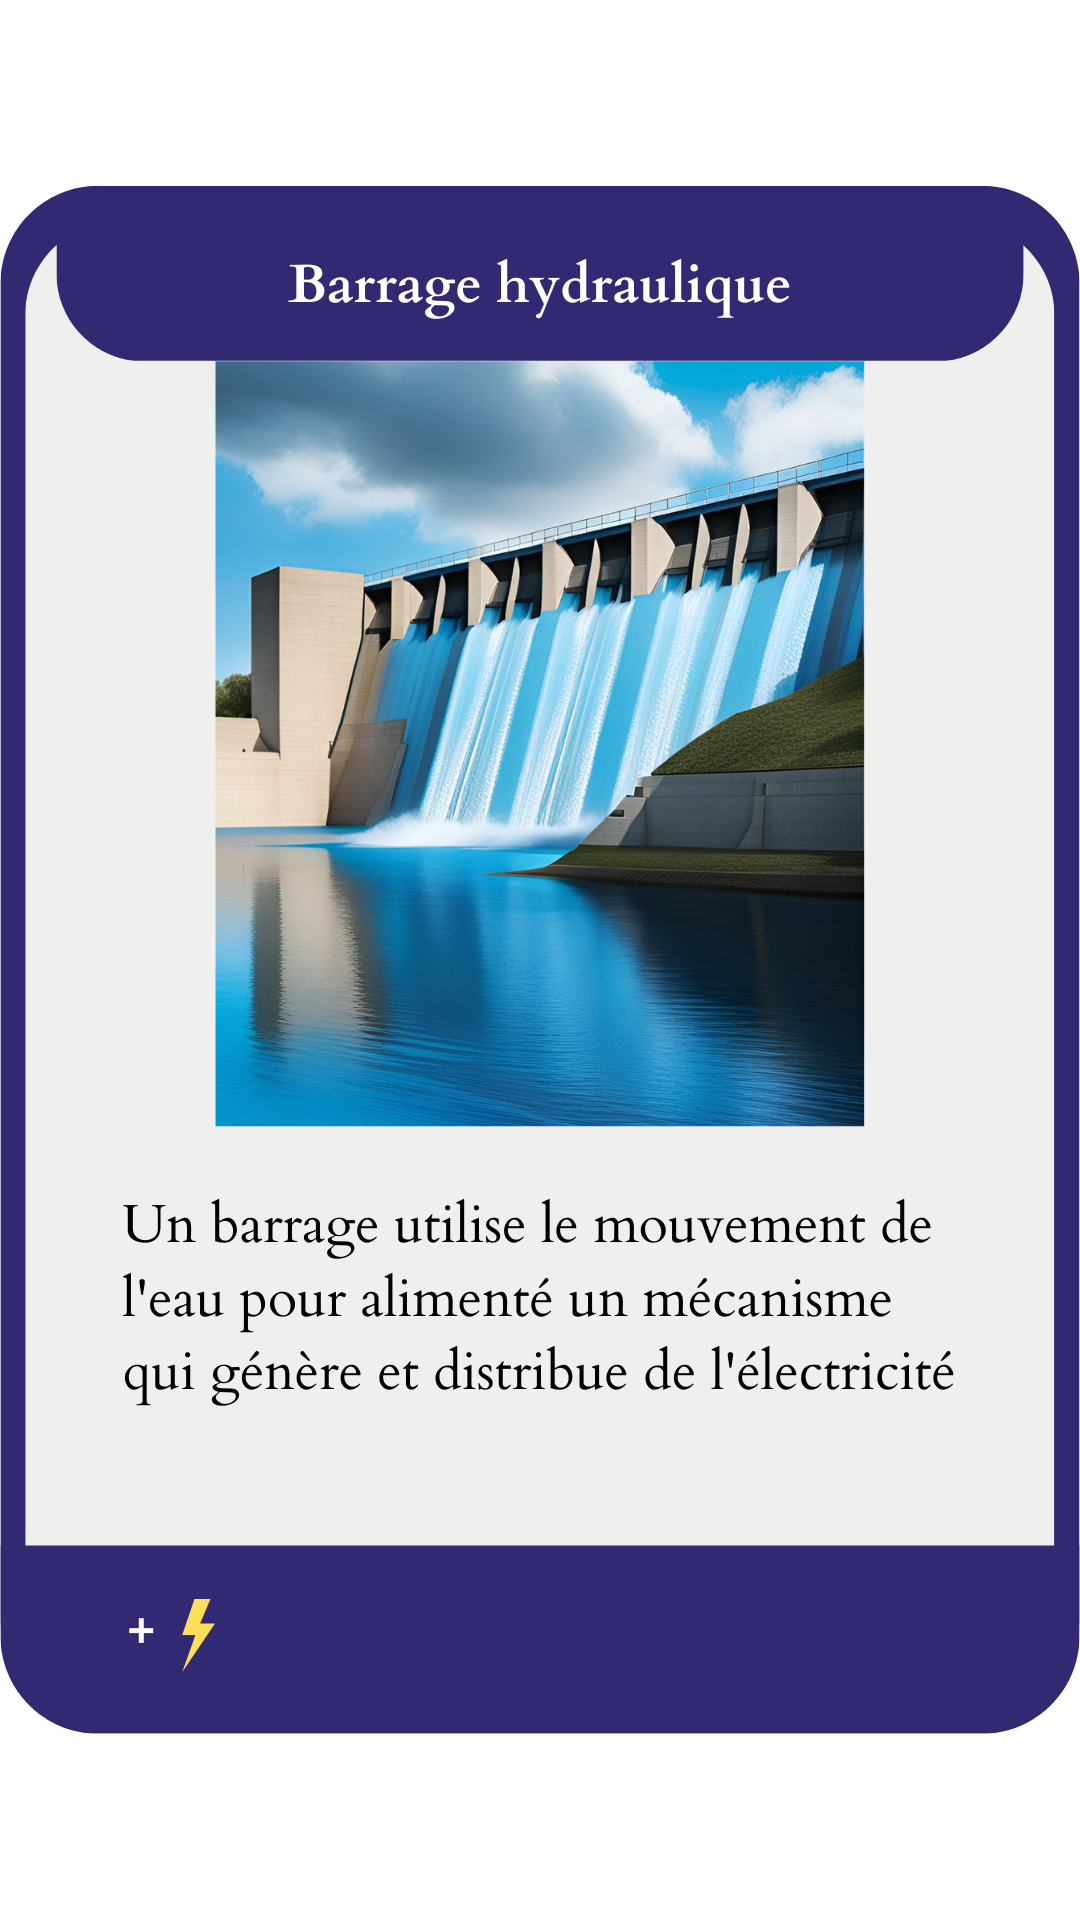 Barrage hydraulique
Un barrage utilise le mouvement de
l'eau pour alimenté un mécanisme
qui génère et distribue de l'électricité
+